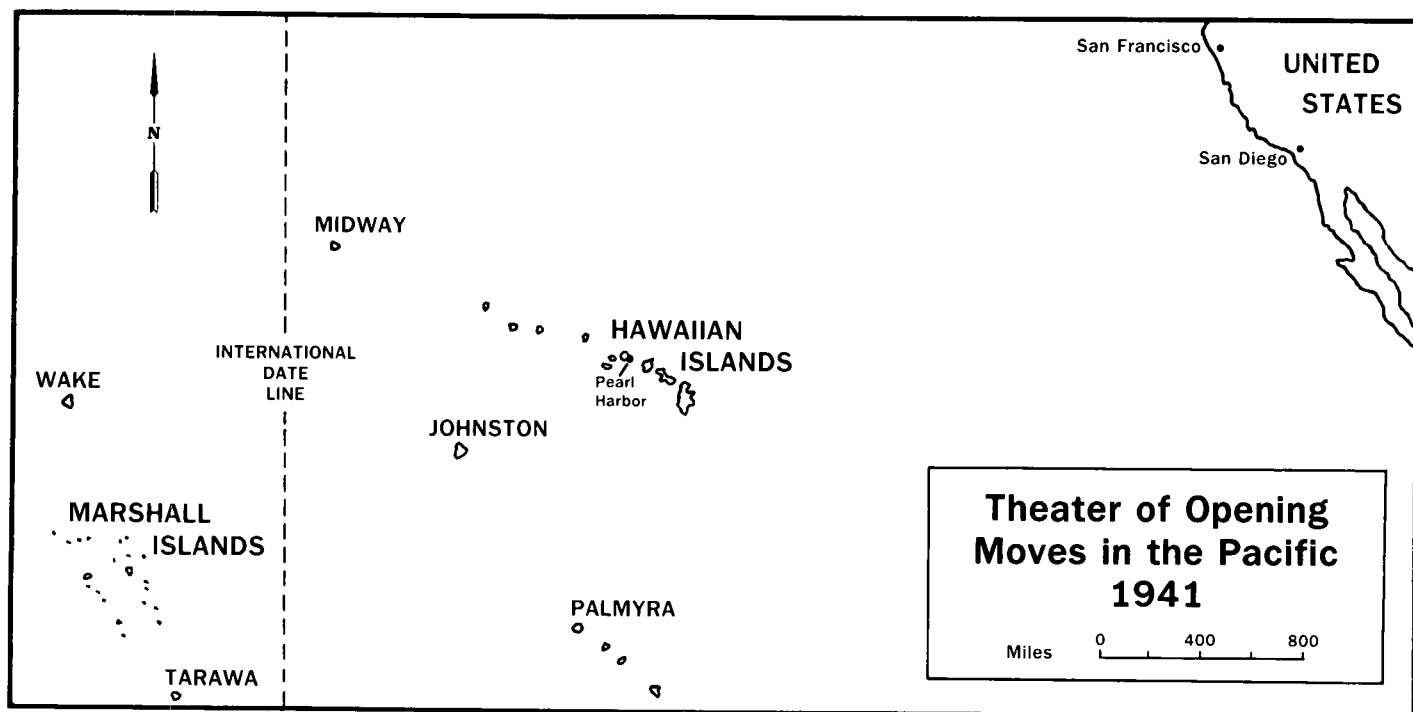 San Francisco
UNITED
STATES
N
San Diego
MIDWAY
HAWAIIAN
ISLANDS
INTERNATIONAL
DATE
LINE
WAKE
Pearl
Harbor
JOHNSTON
MARSHALL
ISLANDS
Theater of Opening
Moves in the Pacific
1941
PALMYRA
Miles 0 400 800
TARAWA